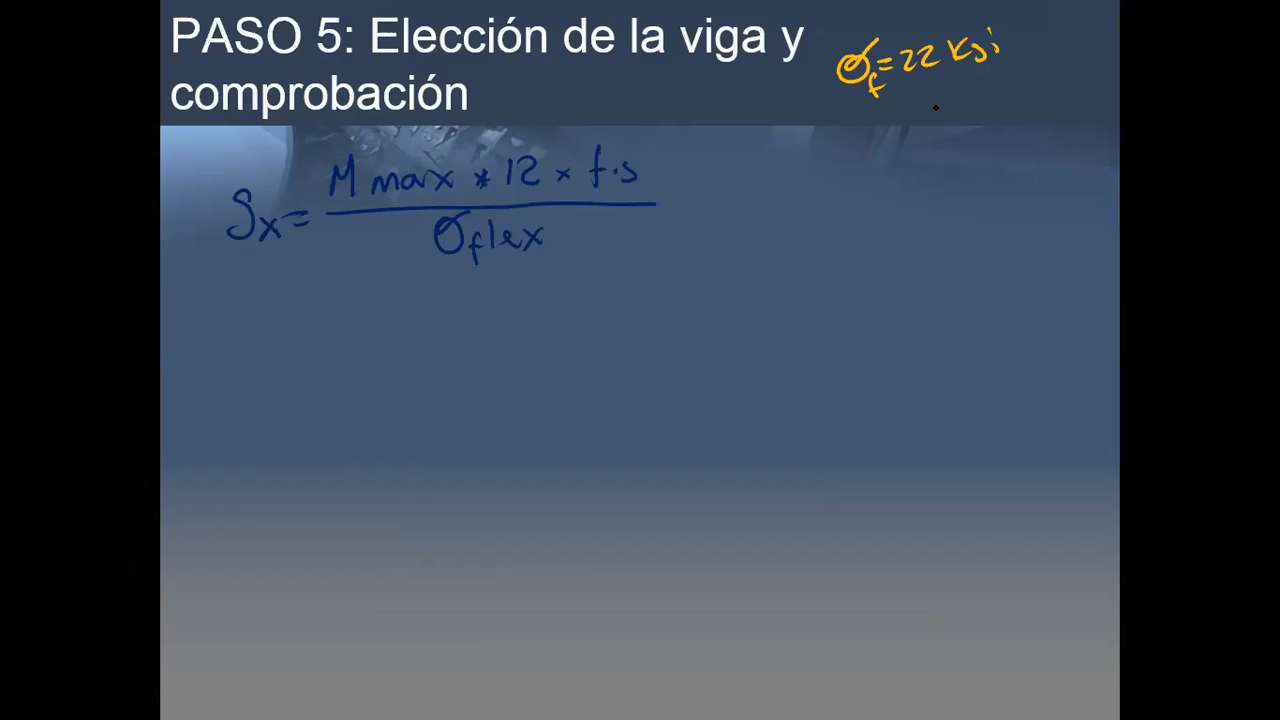 PASO 5: Elección de la viga y
comprobación
σf = 22 ksi
Sx = M max * 12 x f.s
σflex